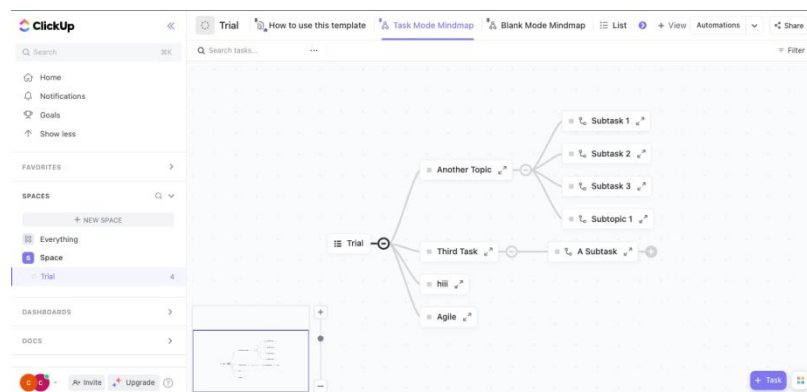 ClickUp
Search
⌘K
Home
Notifications
Goals
Show less
FAVORITES
SPACES
+ NEW SPACE
Everything
S Space
Trial 4
DASHBOARDS
DOCS
C C Invite Upgrade
Trial How to use this template Task Mode Mindmap Blank Mode Mindmap List + View Automations Share
Search tasks... ...
Filter
Subtask 1
Subtask 2
Another Topic
Subtask 3
Subtopic 1
Trial
Third Task
A Subtask
hiii
Agile
+ Task